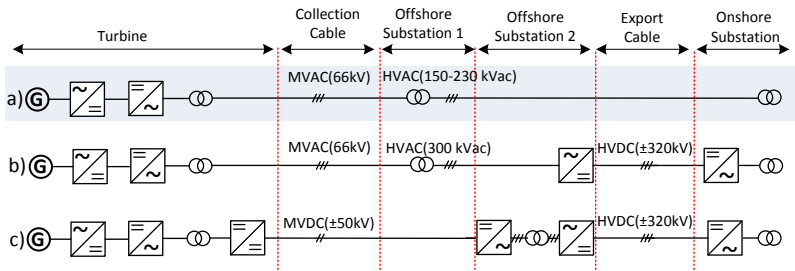 Turbine
Collection
Cable
Offshore
Substation 1
Offshore
Substation 2
Export
Cable
Onshore
Substation
a) G
MVAC(66kV)
HVAC(150-230 kVac)
b) G
MVAC(66kV)
HVAC(300 kVac)
HVDC(±320kV)
c) G
MVDC(±50kV)
HVDC(±320kV)